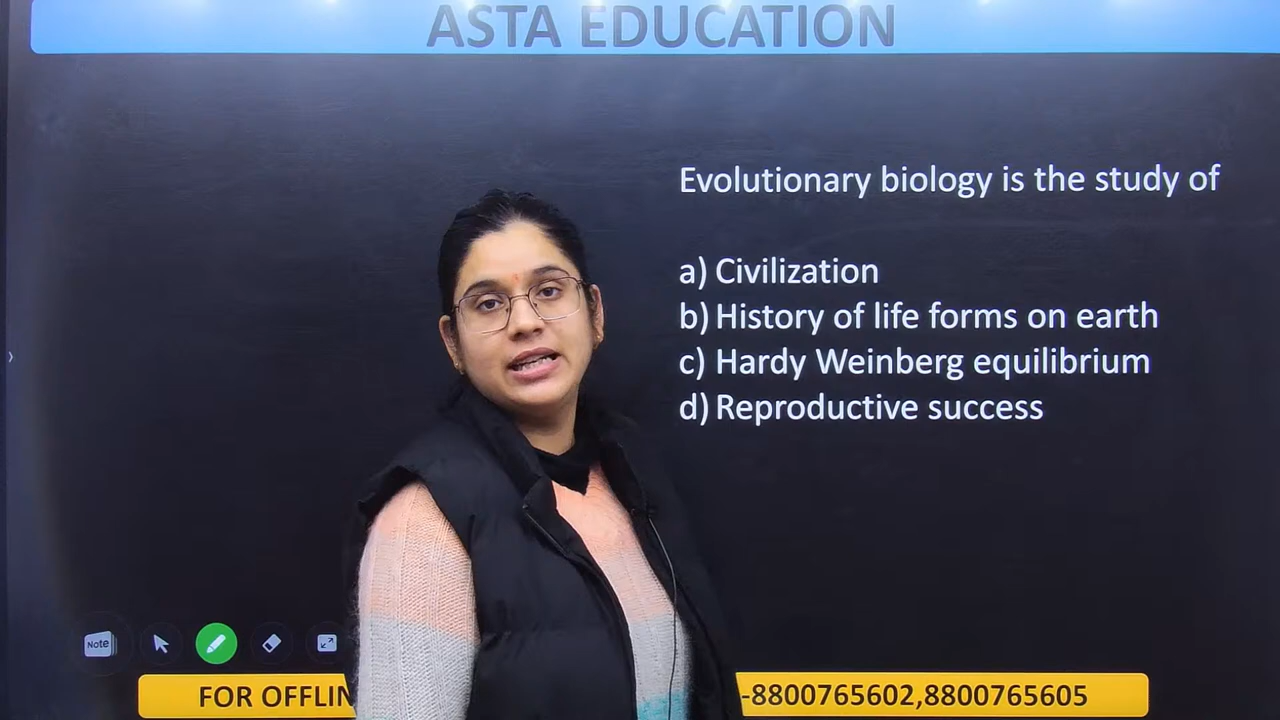 ASTA EDUCATION
Evolutionary biology is the study of
a) Civilization
b) History of life forms on earth
c) Hardy Weinberg equilibrium
d) Reproductive success
Note
FOR OFFLIN
-8800765602,8800765605